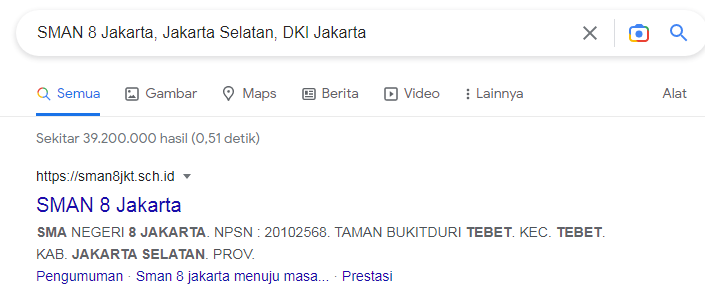 SMAN 8 Jakarta, Jakarta Selatan, DKI Jakarta
Semua Gambar Maps Berita Video Lainnya Alat
Sekitar 39.200.000 hasil (0,51 detik)
https://sman8jkt.sch.id
SMAN 8 Jakarta
SMA NEGERI 8 JAKARTA. NPSN : 20102568. TAMAN BUKITDURI TEBET. KEC. TEBET.
KAB. JAKARTA SELATAN. PROV.
Pengumuman · Sman 8 jakarta menuju masa... · Prestasi